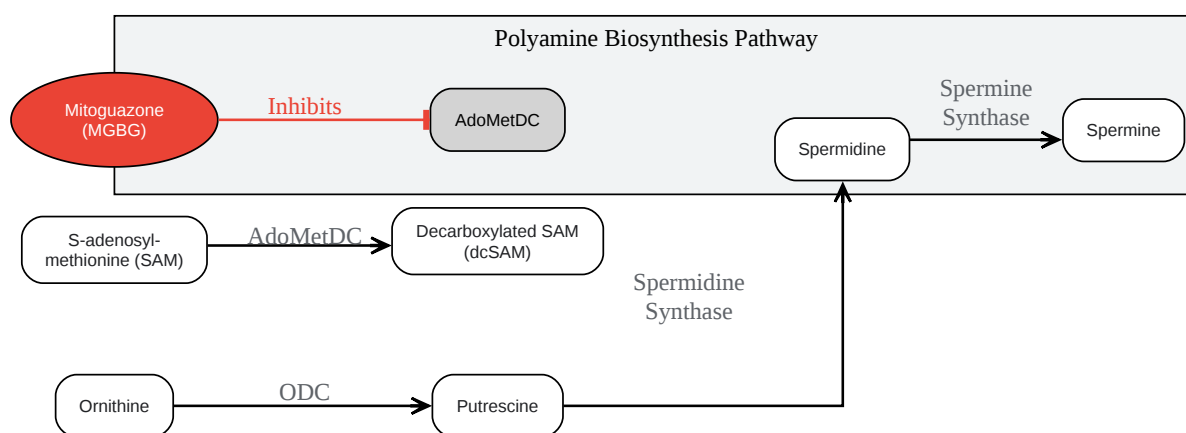 Polyamine Biosynthesis Pathway
Mitoguazone
(MGBG)
Inhibits
AdoMetDC
Spermine
Synthase
Spermidine
Spermine
S-adenosyl-
methionine (SAM)
AdoMetDC
Decarboxylated SAM
(dcSAM)
Spermidine
Synthase
Ornithine
ODC
Putrescine